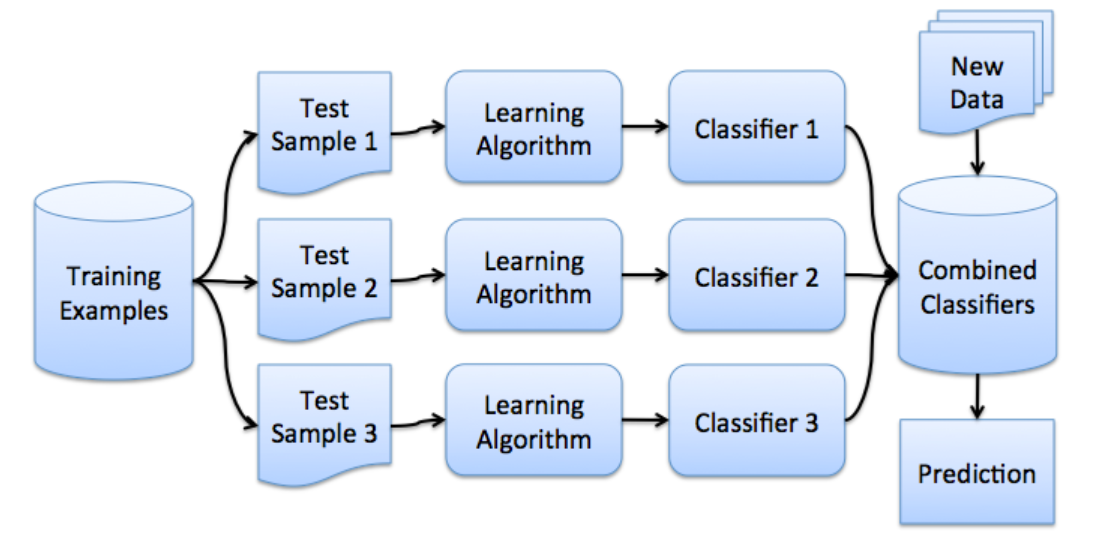 Training
Examples
Test
Sample 1
Learning
Algorithm
Classifier 1
Test
Sample 2
Learning
Algorithm
Classifier 2
Test
Sample 3
Learning
Algorithm
Classifier 3
New
Data
Combined
Classifiers
Prediction